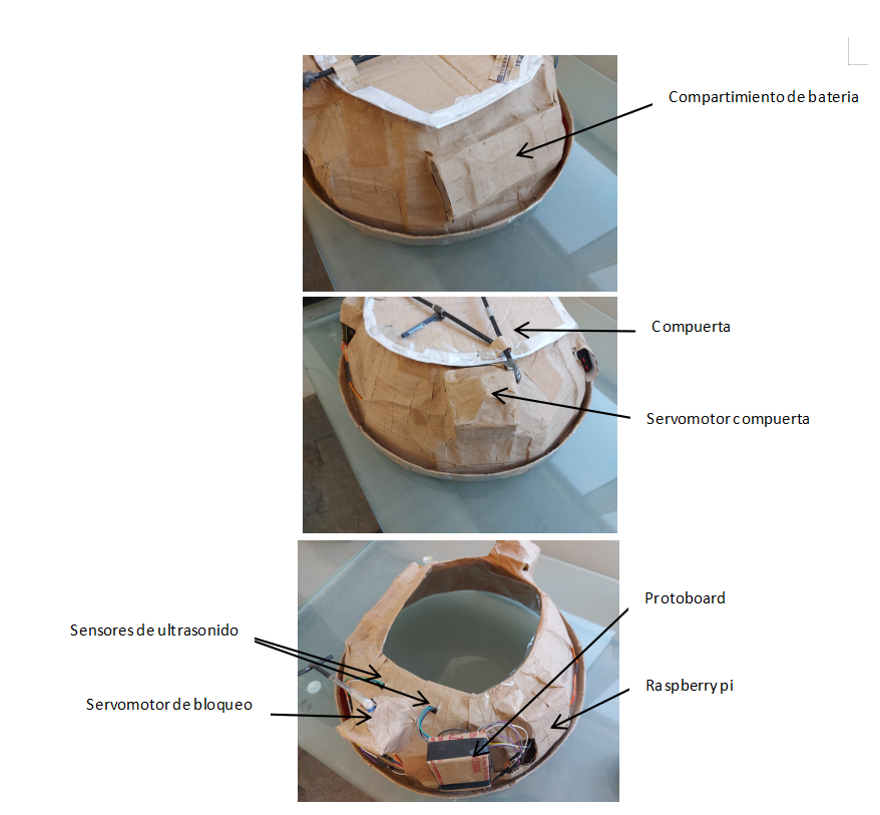 Compartimiento de bateria
Compuerta
Servomotor compuerta
Protoboard
Sensores de ultrasonido
Raspberry pi
Servomotor de bloqueo